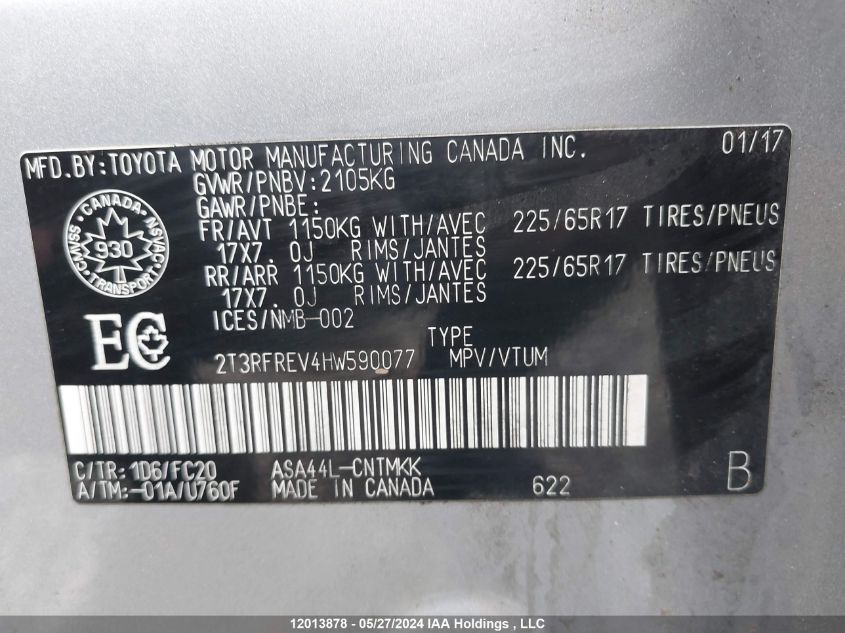 MFD.BY:TOYOTA MOTOR MANUFACTURING CANADA INC. 01/17
GVWR/PNBV:2105KG
GAWR/PNBE:
FR/AVT 1150KG WITH/AVEC 225/65R17 TIRES/PNEUS
17X7. 0J RIMS/JANTES
RR/ARR 1150KG WITH/AVEC 225/65R17 TIRES/PNEUS
17X7. 0J RIMS/JANTES
ICES/NMB-002
CANADA
CMVSS 930 NSVAC
TRANSPORT
EC
TYPE
2T3RFREV4HW590077 MPV/VTUM
C/TR:1D6/FC20 ASA44L-CNTMKK
A/TM:-01A/U760F MADE IN CANADA 622 B
12013878 - 05/27/2024 IAA Holdings , LLC